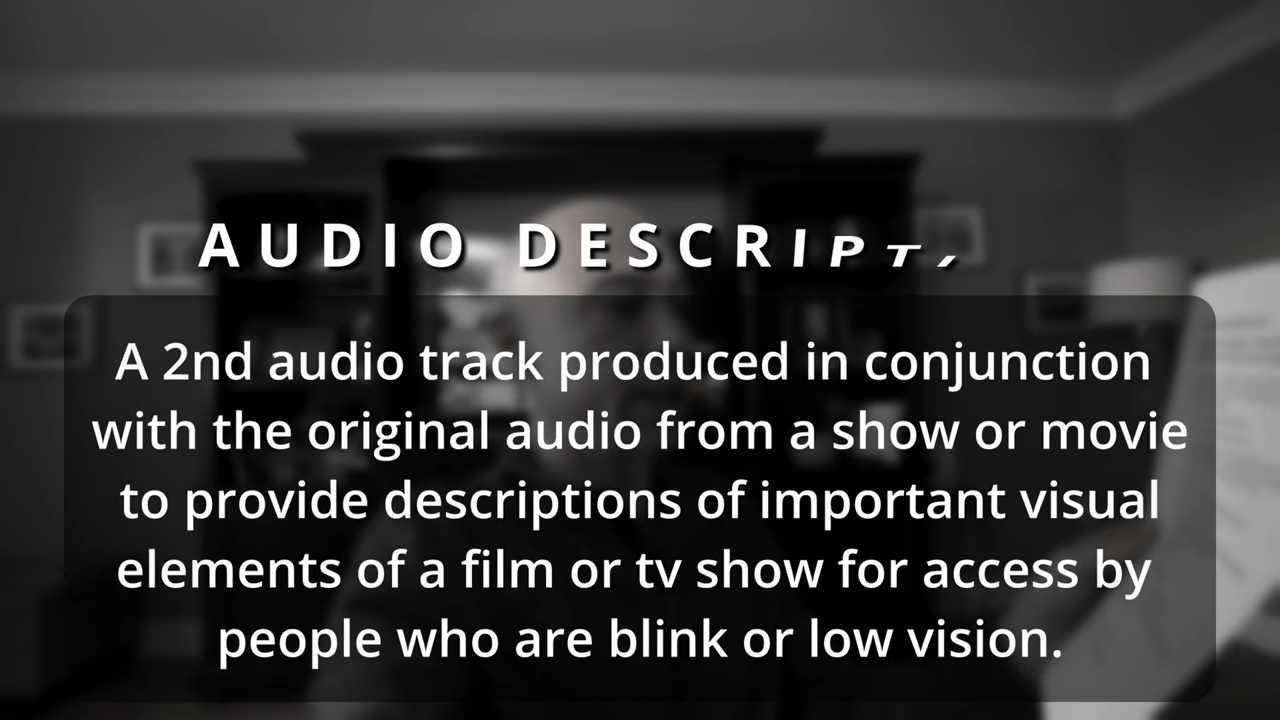 AUDIO DESCRIPT
A 2nd audio track produced in conjunction
with the original audio from a show or movie
to provide descriptions of important visual
elements of a film or tv show for access by
people who are blink or low vision.